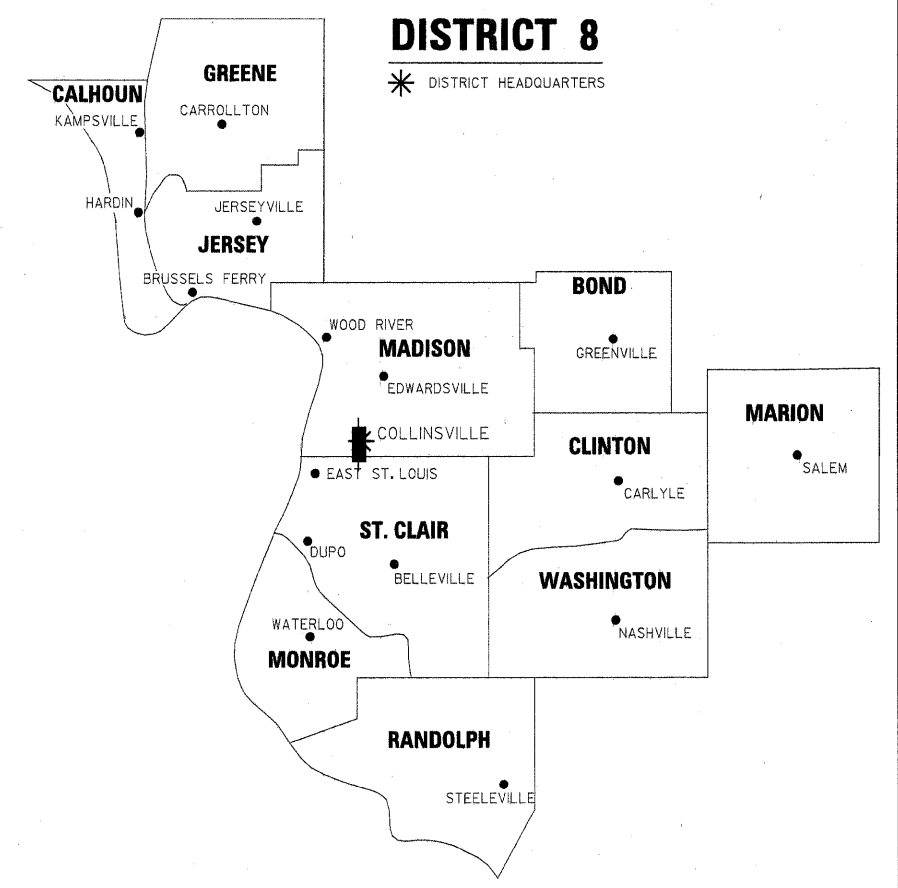 DISTRICT 8
DISTRICT HEADQUARTERS
GREENE
CALHOUN
CARROLLTON
KAMPSVILLE
HARDIN
JERSEYVILLE
JERSEY
BRUSSELS FERRY
BOND
WOOD RIVER
MADISON
GREENVILLE
EDWARDSVILLE
MARION
COLLINSVILLE
CLINTON
SALEM
EAST ST. LOUIS
CARLYLE
ST. CLAIR
DUPO
BELLEVILLE
WASHINGTON
WATERLOO
NASHVILLE
MONROE
RANDOLPH
STEELEVILLE